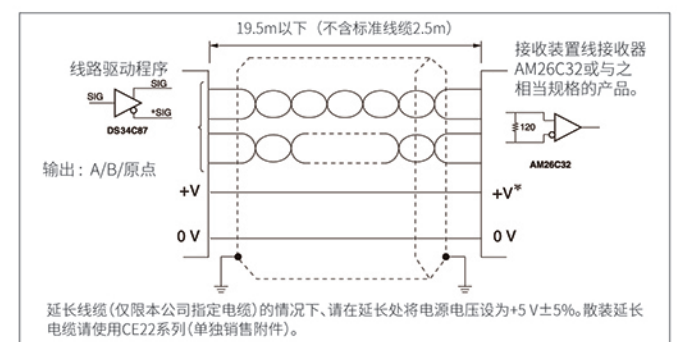 19.5m以下（不含标准线缆2.5m）
线路驱动程序
SIG
SIG
*SIG
DS34C87
接收装置线接收器
AM26C32或与之
相当规格的产品。
120
AM26C32
输出：A/B/原点
+V
+V*
0 V
0 V
延长线缆（仅限本公司指定电缆）的情况下、请在延长处将电源电压设为+5 V±5%。散装延长
电缆请使用CE22系列（单独销售附件）。